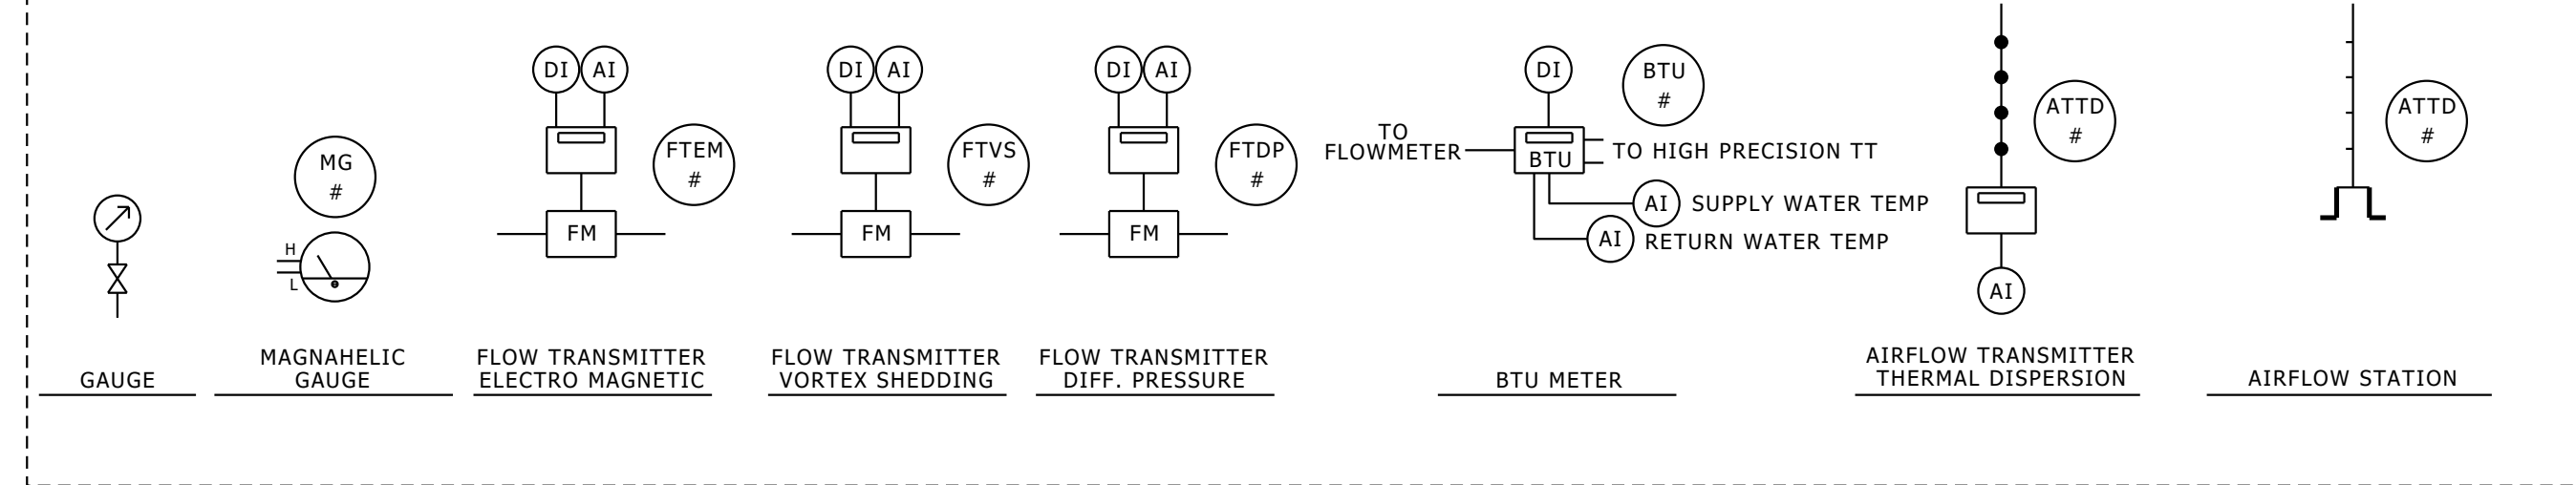 GAUGE
MG
#
H
L
MAGNAHELIC
GAUGE
DI AI
FTEM
#
FM
FLOW TRANSMITTER
ELECTRO MAGNETIC
DI AI
FTVS
#
FM
FLOW TRANSMITTER
VORTEX SHEDDING
DI AI
FTDP
#
FM
FLOW TRANSMITTER
DIFF. PRESSURE
DI
BTU
#
TO
FLOWMETER
BTU
TO HIGH PRECISION TT
AI SUPPLY WATER TEMP
AI RETURN WATER TEMP
BTU METER
ATTD
#
AI
AIRFLOW TRANSMITTER
THERMAL DISPERSION
ATTD
#
AIRFLOW STATION